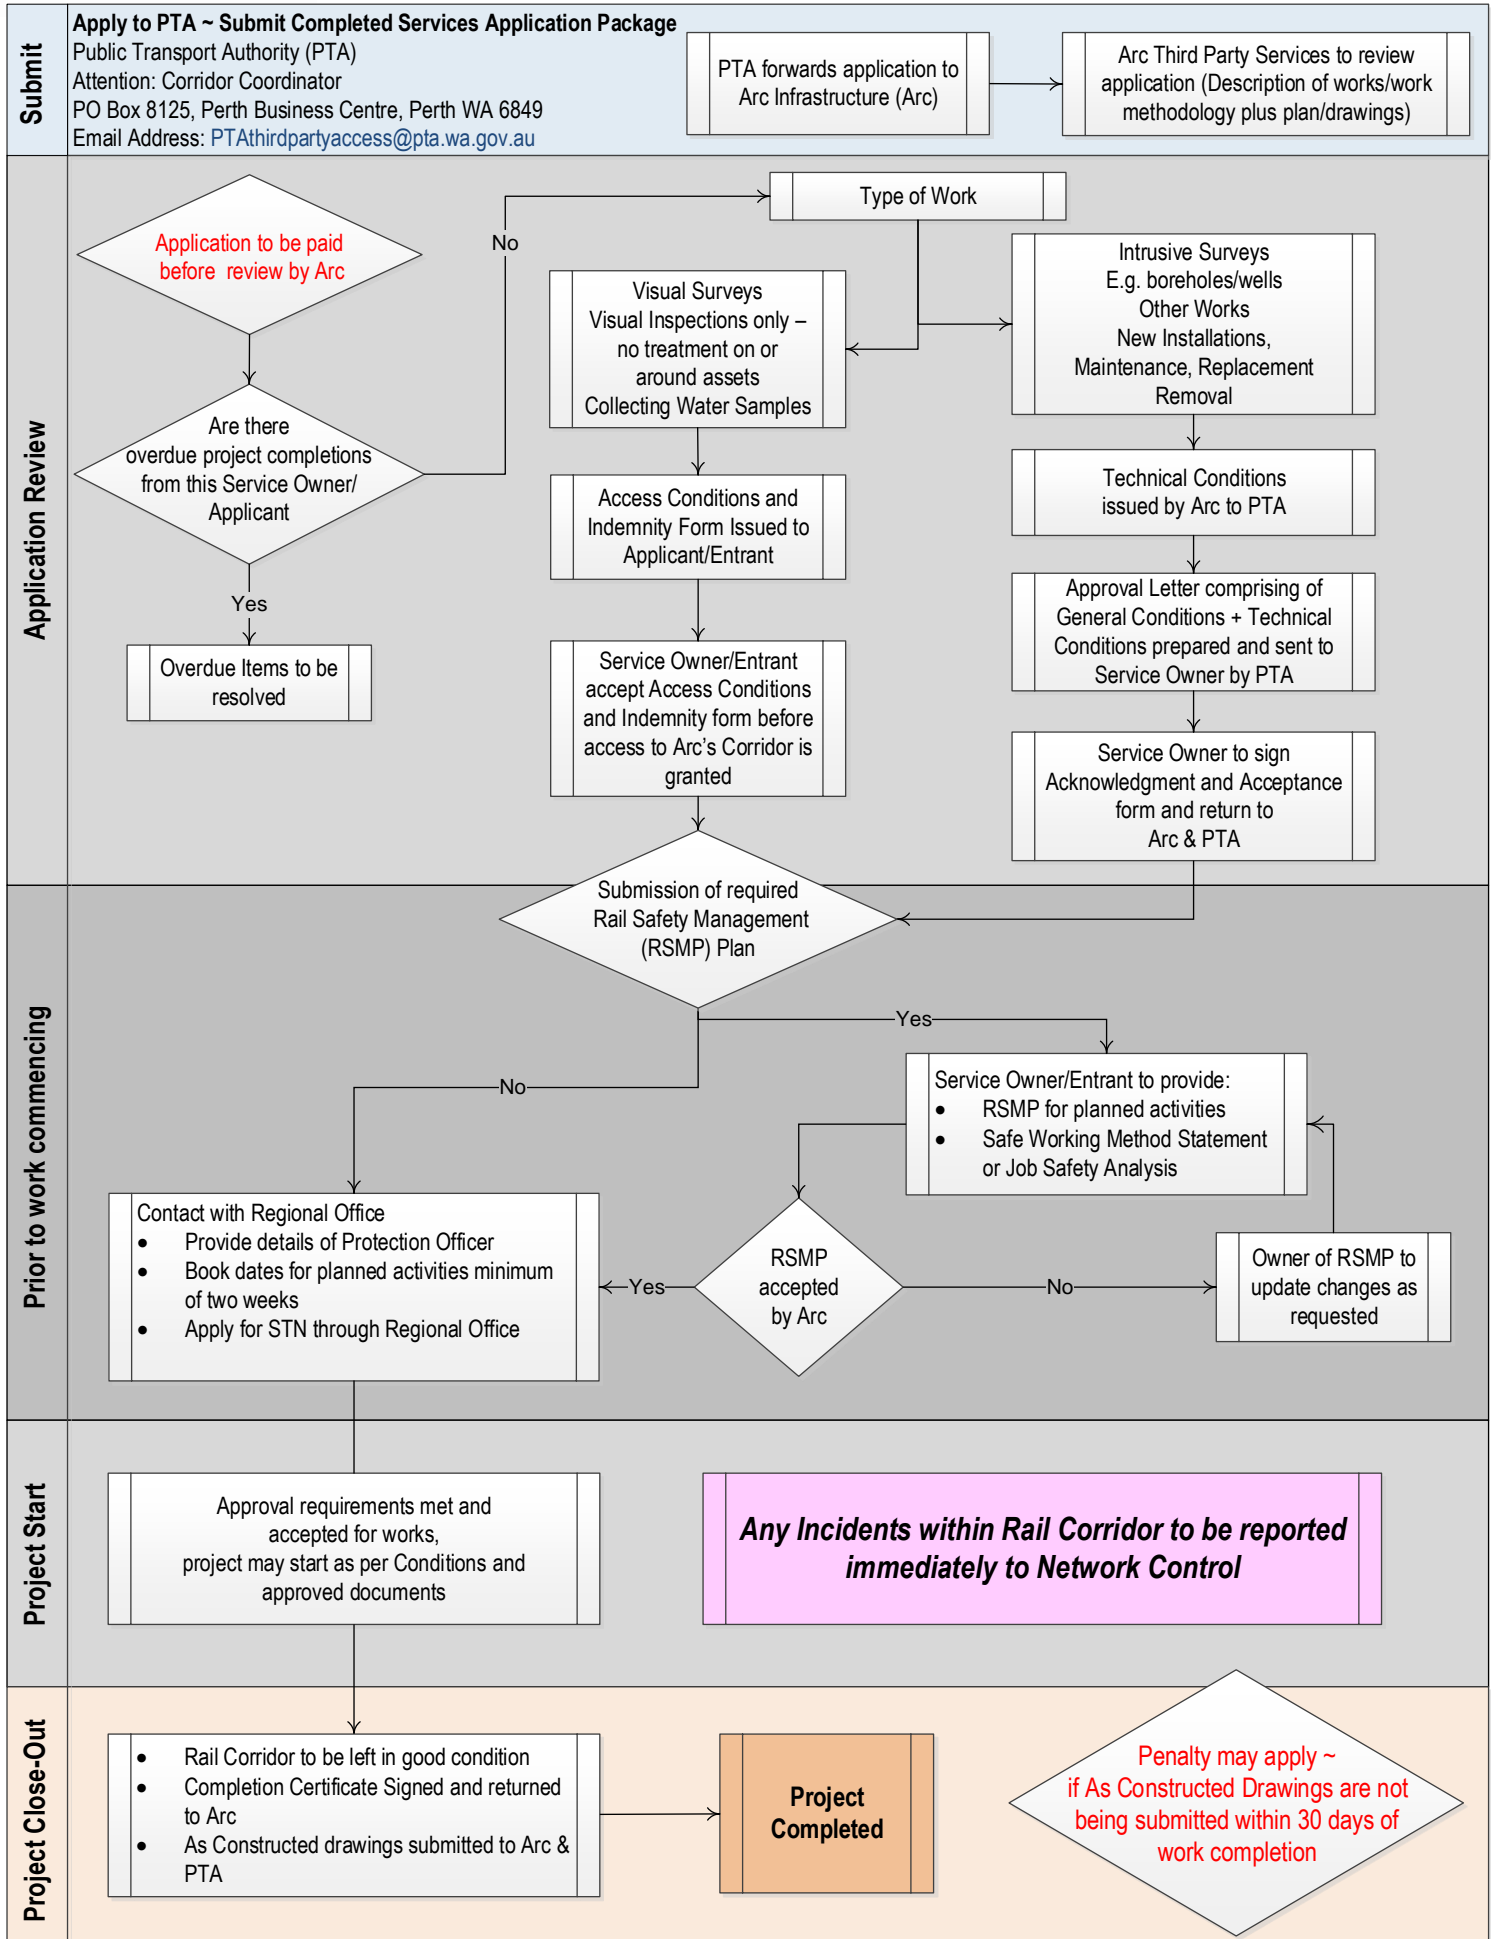 Submit
Apply to PTA ~ Submit Completed Services Application Package
Public Transport Authority (PTA)
Attention: Corridor Coordinator
PO Box 8125, Perth Business Centre, Perth WA 6849
Email Address: PTAthirdpartyaccess@pta.wa.gov.au
PTA forwards application to
Arc Infrastructure (Arc)
Arc Third Party Services to review
application (Description of works/work
methodology plus plan/drawings)
Application Review
Application to be paid
before review by Arc
Are there
overdue project completions
from this Service Owner/
Applicant
No
Yes
Overdue Items to be
resolved
Type of Work
Visual Surveys
Visual Inspections only –
no treatment on or
around assets
Collecting Water Samples
Access Conditions and
Indemnity Form Issued to
Applicant/Entrant
Service Owner/Entrant
accept Access Conditions
and Indemnity form before
access to Arc's Corridor is
granted
Intrusive Surveys
E.g. boreholes/wells
Other Works
New Installations,
Maintenance, Replacement
Removal
Technical Conditions
issued by Arc to PTA
Approval Letter comprising of
General Conditions + Technical
Conditions prepared and sent to
Service Owner by PTA
Service Owner to sign
Acknowledgment and Acceptance
form and return to
Arc & PTA
Prior to work commencing
Submission of required
Rail Safety Management
(RSMP) Plan
Yes
No
Service Owner/Entrant to provide:
• RSMP for planned activities
• Safe Working Method Statement
or Job Safety Analysis
RSMP
accepted
by Arc
Yes
No
Owner of RSMP to
update changes as
requested
Contact with Regional Office
• Provide details of Protection Officer
• Book dates for planned activities minimum
of two weeks
• Apply for STN through Regional Office
Project Start
Approval requirements met and
accepted for works,
project may start as per Conditions and
approved documents
Any Incidents within Rail Corridor to be reported
immediately to Network Control
Project Close-Out
• Rail Corridor to be left in good condition
• Completion Certificate Signed and returned
to Arc
• As Constructed drawings submitted to Arc &
PTA
Project
Completed
Penalty may apply ~
if As Constructed Drawings are not
being submitted within 30 days of
work completion